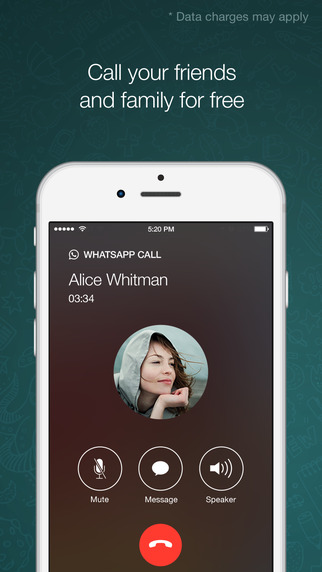 * Data charges may apply
Call your friends
and family for free
5:20 PM
WHATSAPP CALL
Alice Whitman
03:34
Mute
Message
Speaker